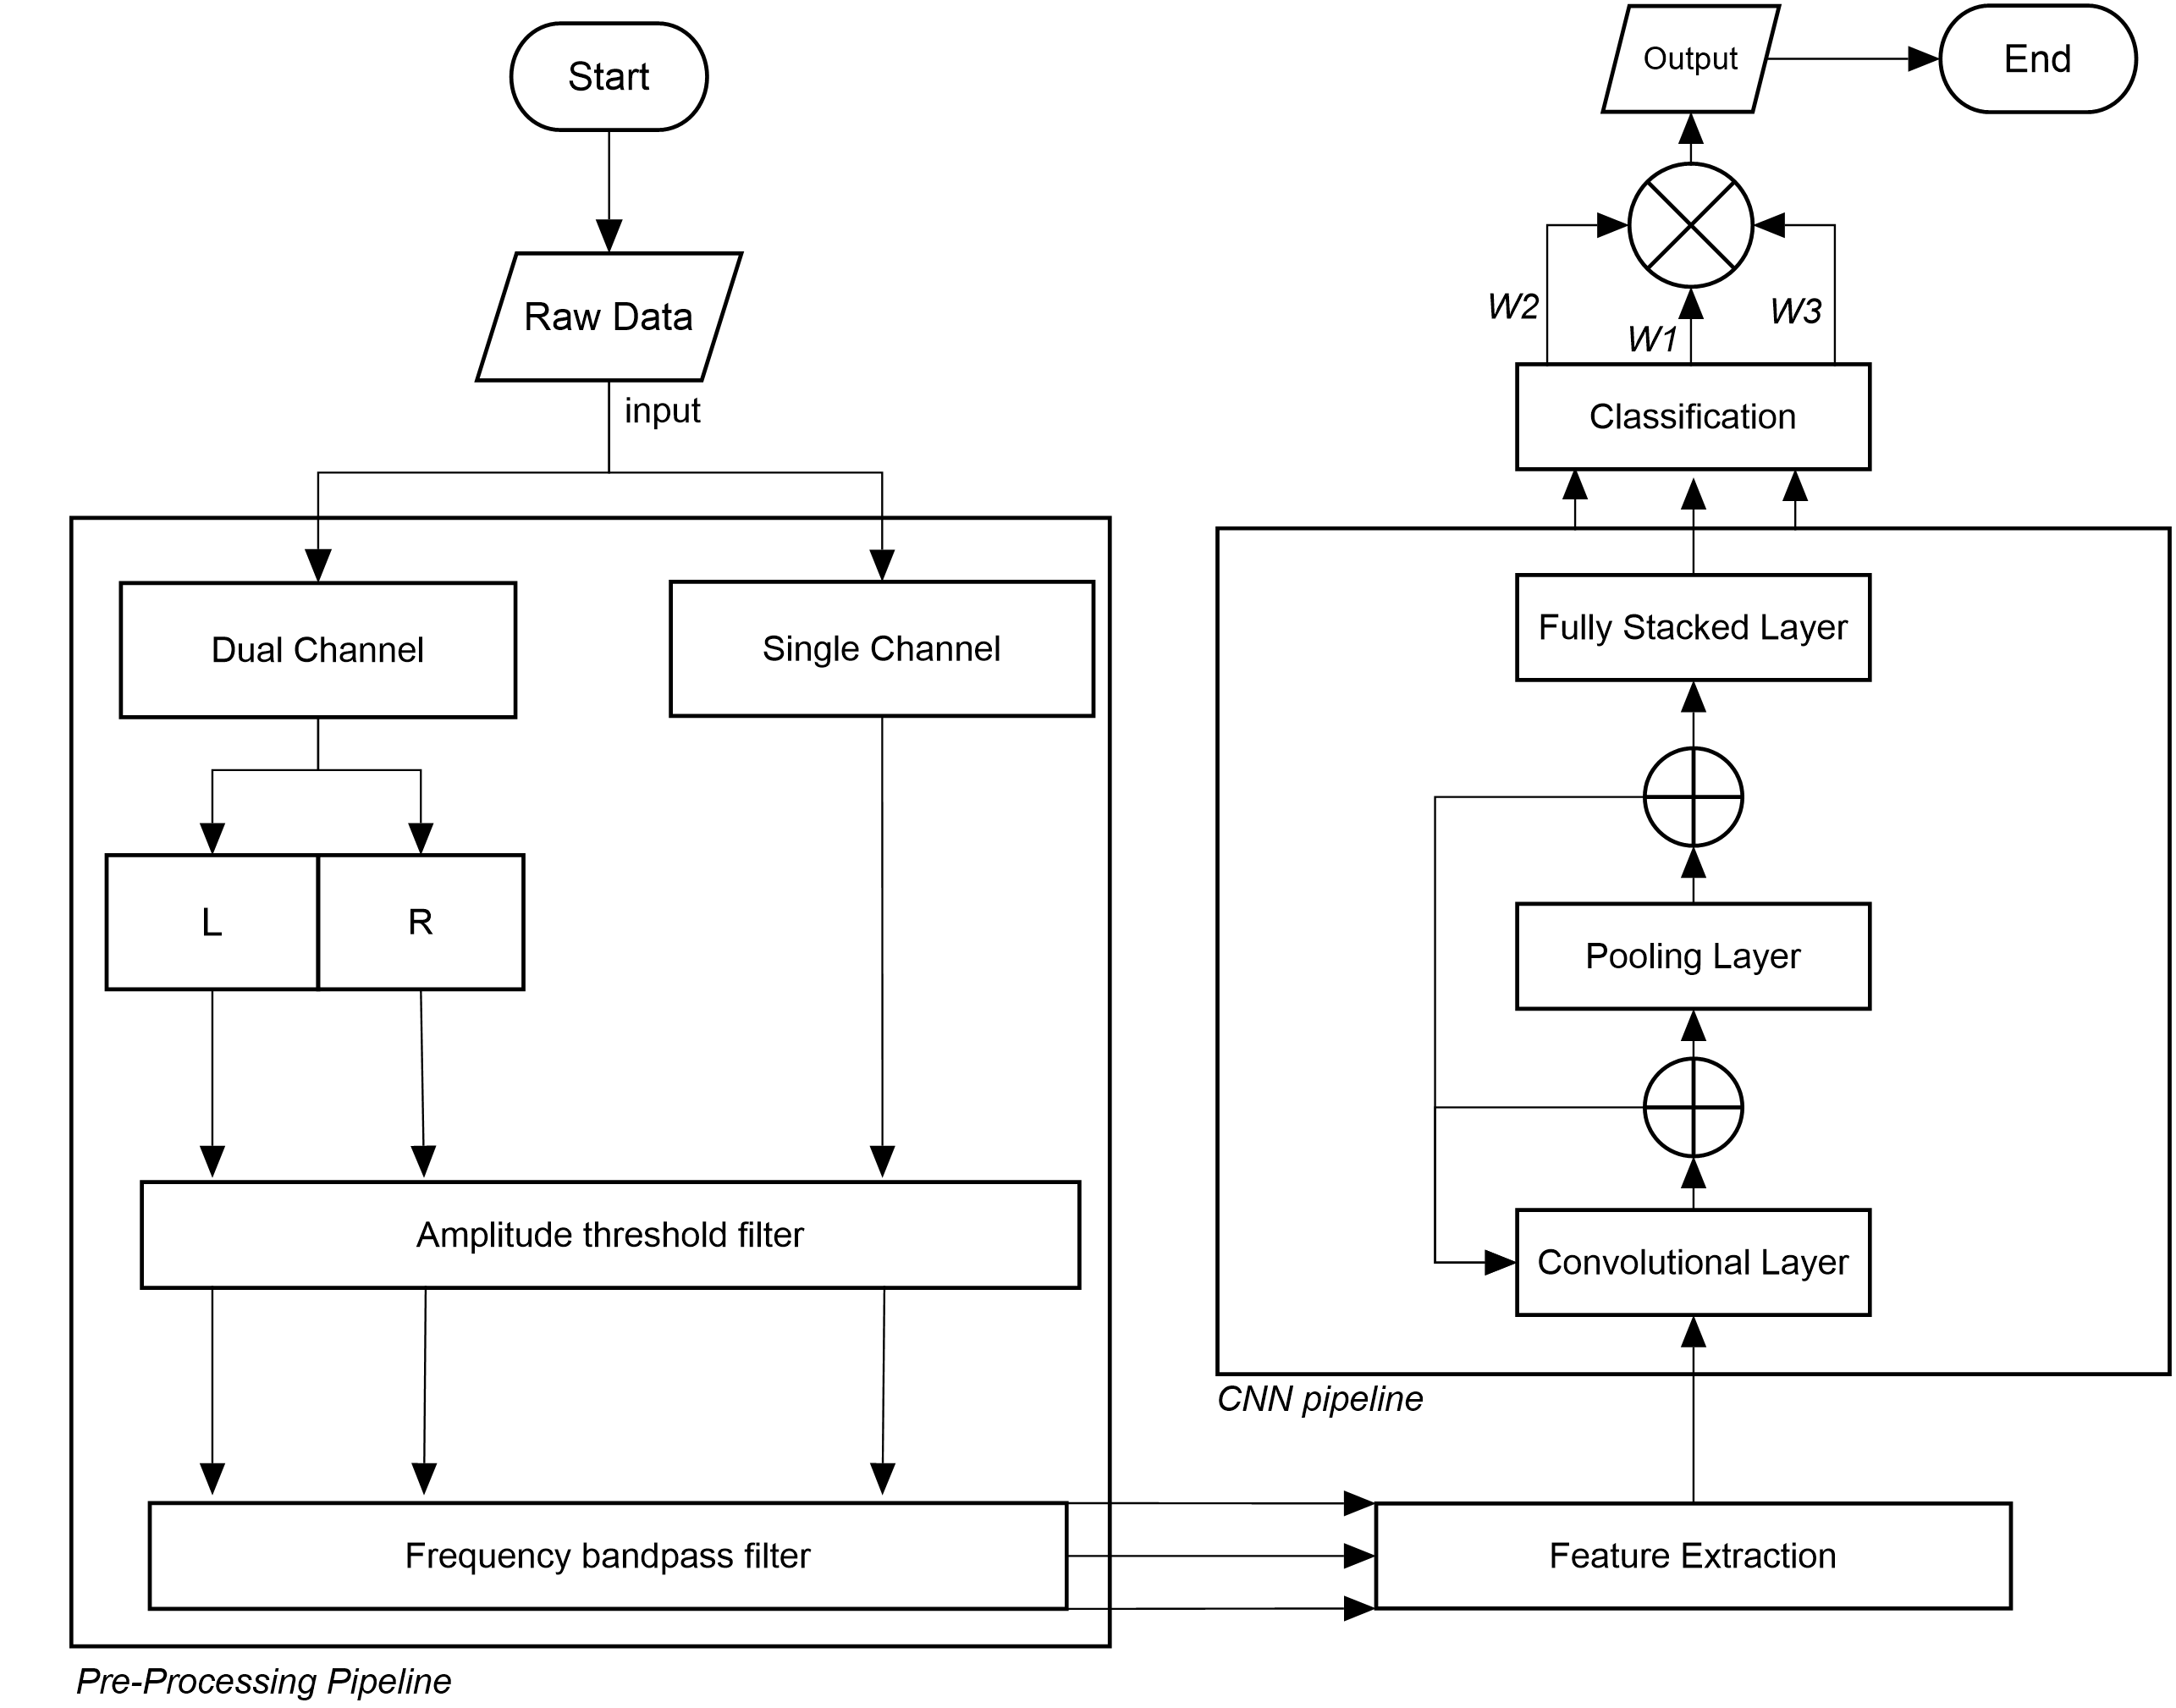 Start
Raw Data
input
Dual Channel
Single Channel
L
R
Amplitude threshold filter
Frequency bandpass filter
Pre-Processing Pipeline
Output
End
W2
W1
W3
Classification
Fully Stacked Layer
Pooling Layer
Convolutional Layer
CNN pipeline
Feature Extraction